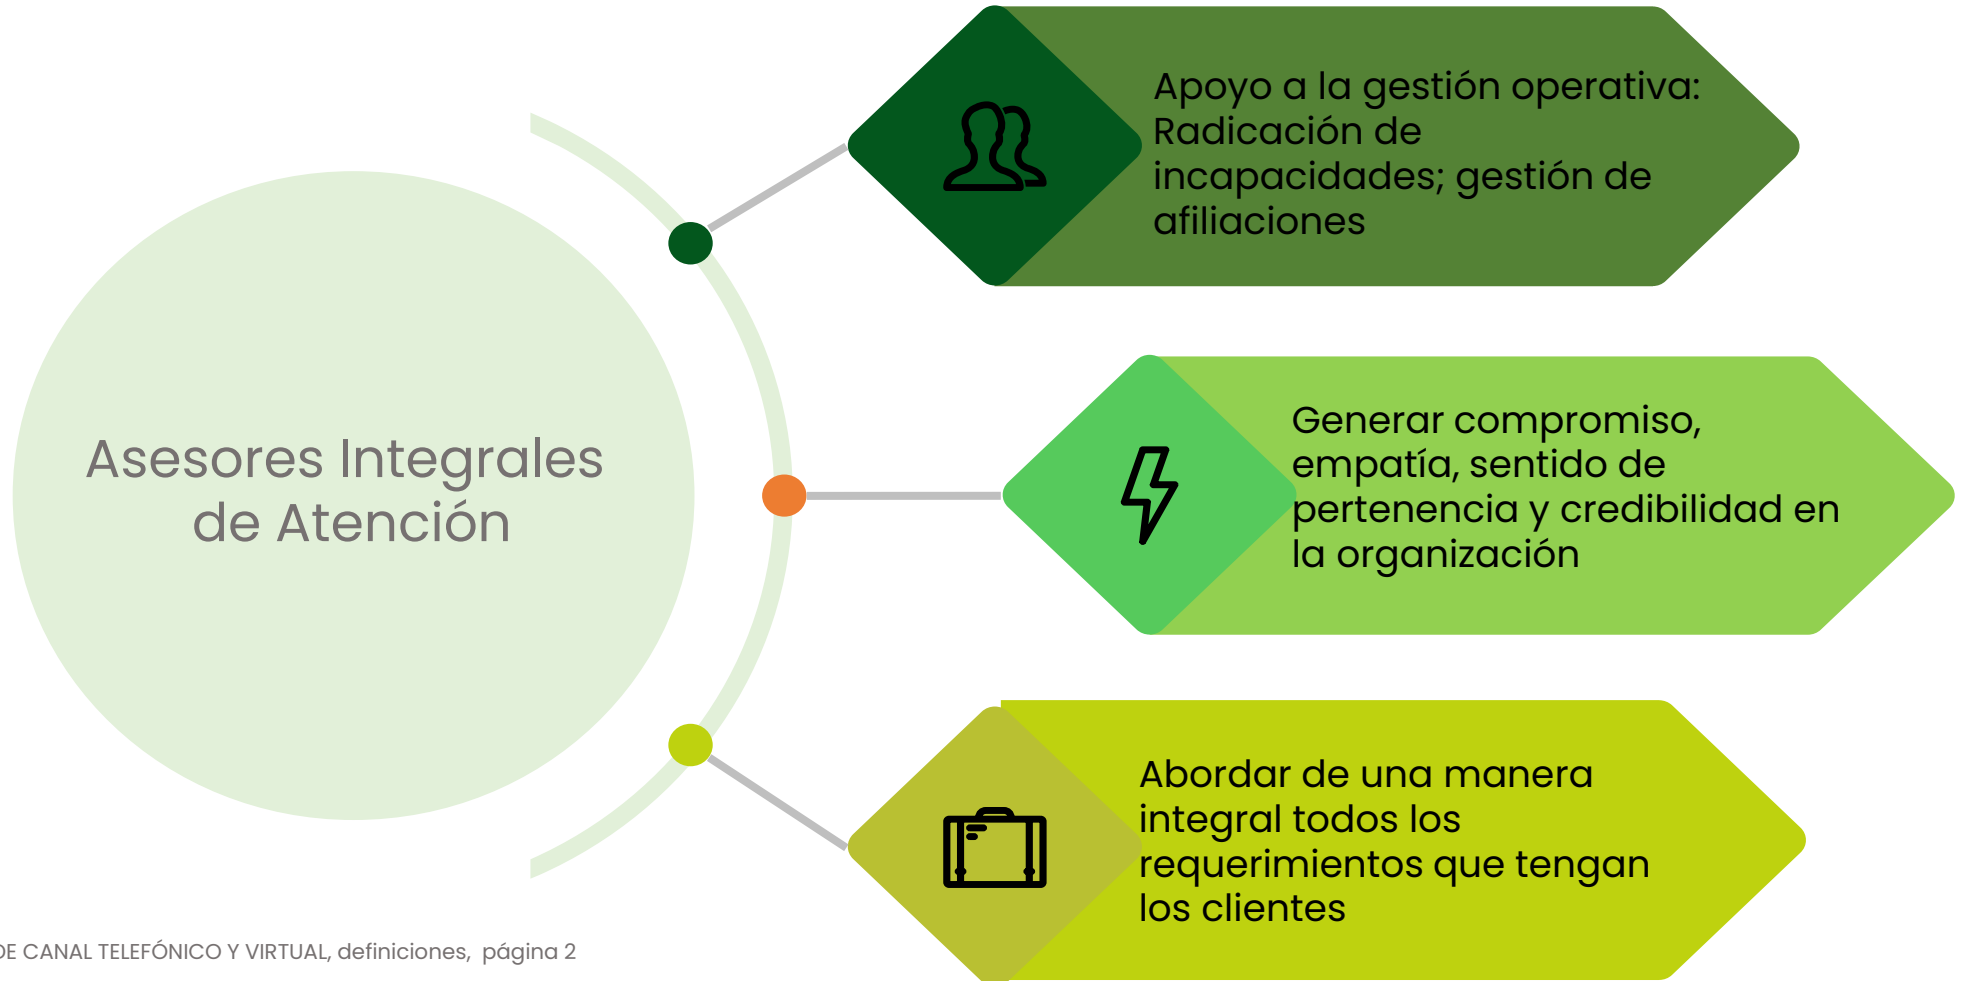 Apoyo a la gestión operativa:
Radicación de
incapacidades; gestión de
afiliaciones
Asesores Integrales
de Atención
Generar compromiso,
empatía, sentido de
pertenencia y credibilidad en
la organización
Abordar de una manera
integral todos los
requerimientos que tengan
los clientes
DE CANAL TELEFÓNICO Y VIRTUAL, definiciones, página 2